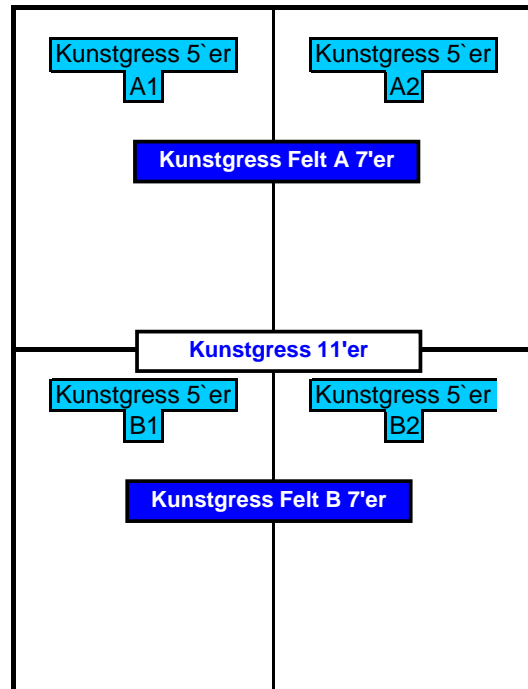 Kunstgress 5`er
A1
Kunstgress 5`er
A2
Kunstgress Felt A 7'er
Kunstgress 11'er
Kunstgress 5`er
B1
Kunstgress 5`er
B2
Kunstgress Felt B 7'er